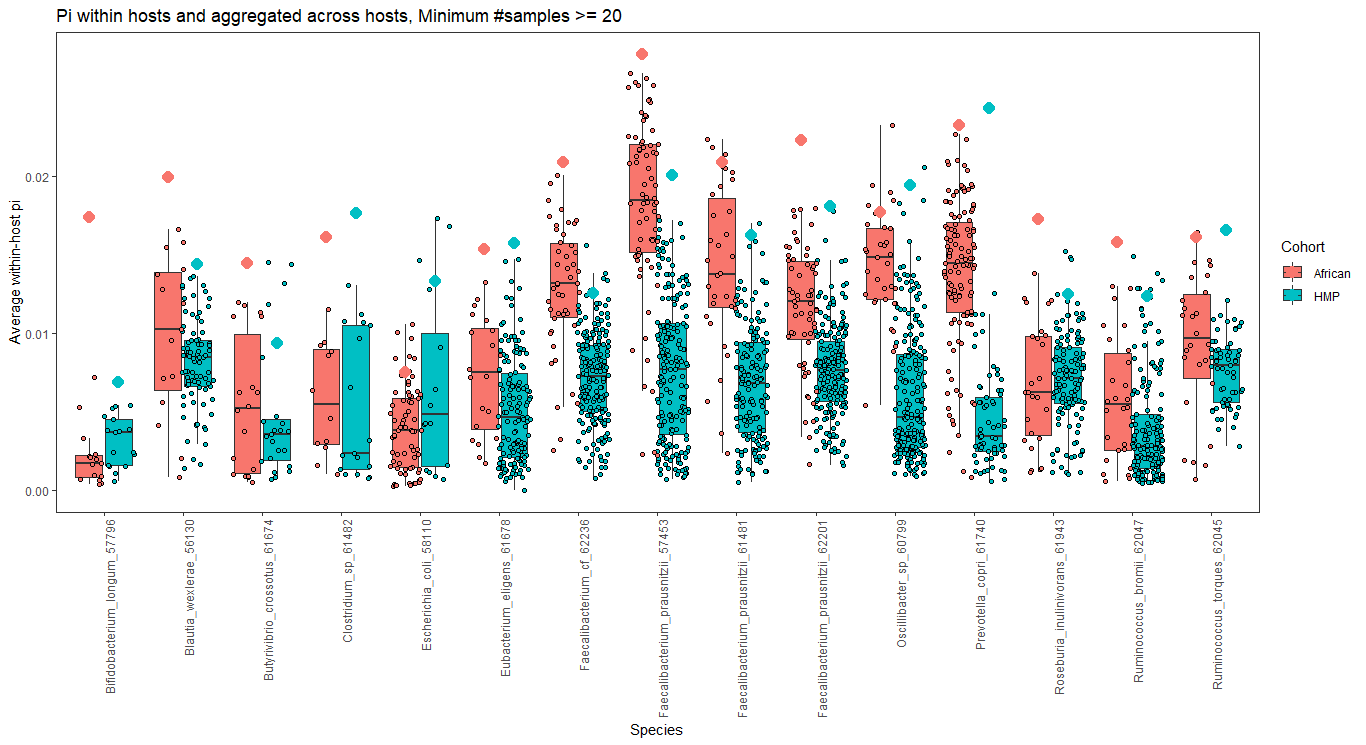 Pi within hosts and aggregated across hosts, Minimum #samples >= 20
Average within-host pi
0.02
0.01
0.00
Bifidobacterium_longum_57796
Blautia_wexlerae_56130
Butyrivibrio_crossotus_61674
Clostridium_sp_61482
Escherichia_coli_58110
Eubacterium_eligens_61678
Faecalibacterium_cf_62236
Faecalibacterium_prausnitzii_57453
Faecalibacterium_prausnitzii_61481
Faecalibacterium_prausnitzii_62201
Oscillibacter_sp_60799
Prevotella_copri_61740
Roseburia_inulinivorans_61943
Ruminococcus_bromii_62047
Ruminococcus_torques_62045
Species
Cohort
African
HMP